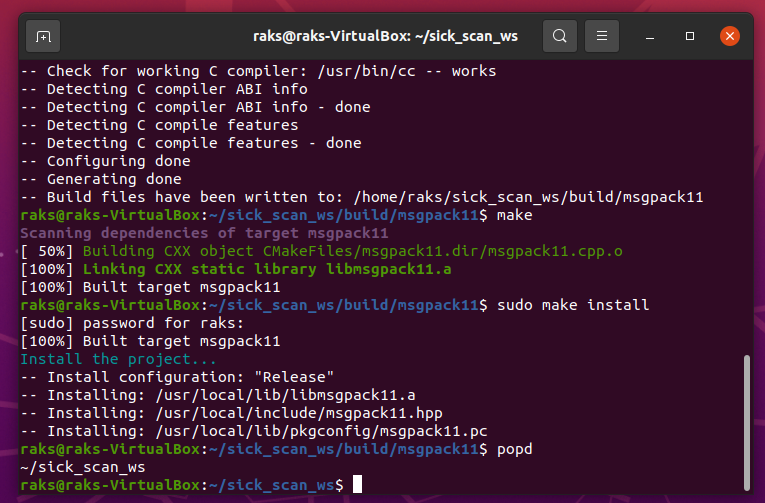 raks@raks-VirtualBox: ~/sick_scan_ws
-- Check for working C compiler: /usr/bin/cc -- works
-- Detecting C compiler ABI info
-- Detecting C compiler ABI info - done
-- Detecting C compile features
-- Detecting C compile features - done
-- Configuring done
-- Generating done
-- Build files have been written to: /home/raks/sick_scan_ws/build/msgpack11
raks@raks-VirtualBox:~/sick_scan_ws/build/msgpack11$ make
Scanning dependencies of target msgpack11
[ 50%] Building CXX object CMakeFiles/msgpack11.dir/msgpack11.cpp.o
[100%] Linking CXX static library libmsgpack11.a
[100%] Built target msgpack11
raks@raks-VirtualBox:~/sick_scan_ws/build/msgpack11$ sudo make install
[sudo] password for raks:
[100%] Built target msgpack11
Install the project...
-- Install configuration: "Release"
-- Installing: /usr/local/lib/libmsgpack11.a
-- Installing: /usr/local/include/msgpack11.hpp
-- Installing: /usr/local/lib/pkgconfig/msgpack11.pc
raks@raks-VirtualBox:~/sick_scan_ws/build/msgpack11$ popd
~/sick_scan_ws
raks@raks-VirtualBox:~/sick_scan_ws$